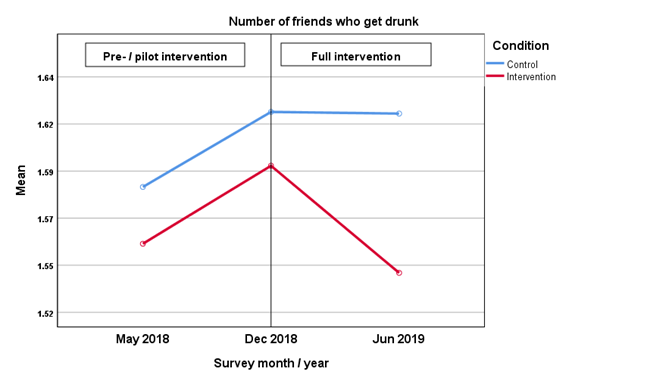 Number of friends who get drunk
Pre- / pilot intervention
Full intervention
Condition
Control
Intervention
1.64
1.62
1.59
1.57
1.55
1.52
Mean
May 2018
Dec 2018
Jun 2019
Survey month / year